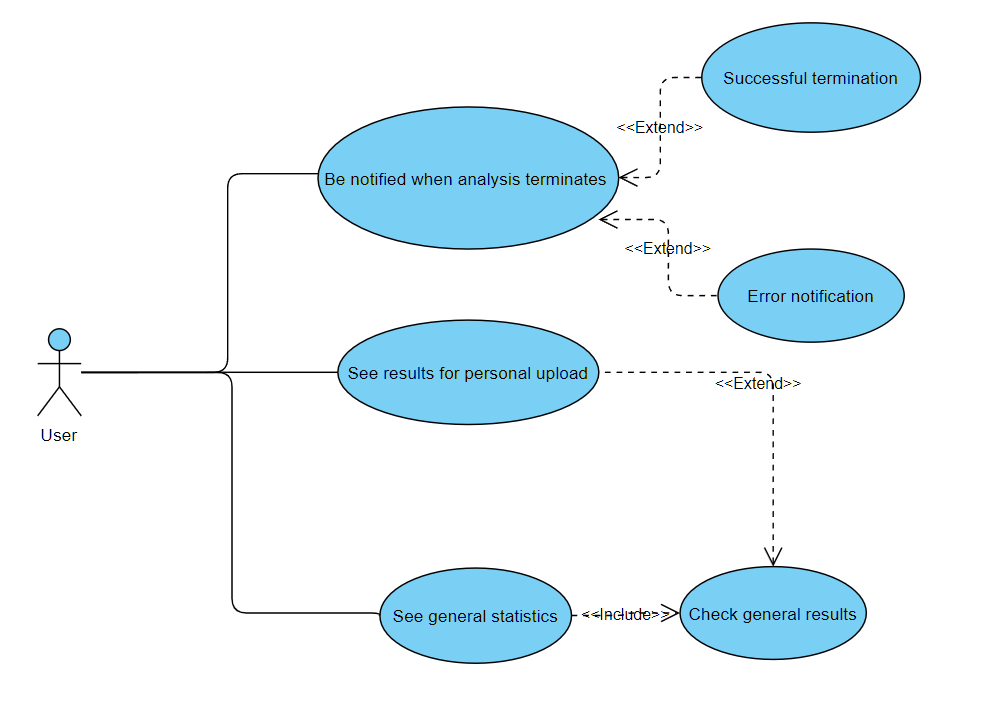 Successful termination
<<Extend>>
Be notified when analysis terminates
<<Extend>>
Error notification
See results for personal upload
<<Extend>>
User
See general statistics
<<Include>>
Check general results